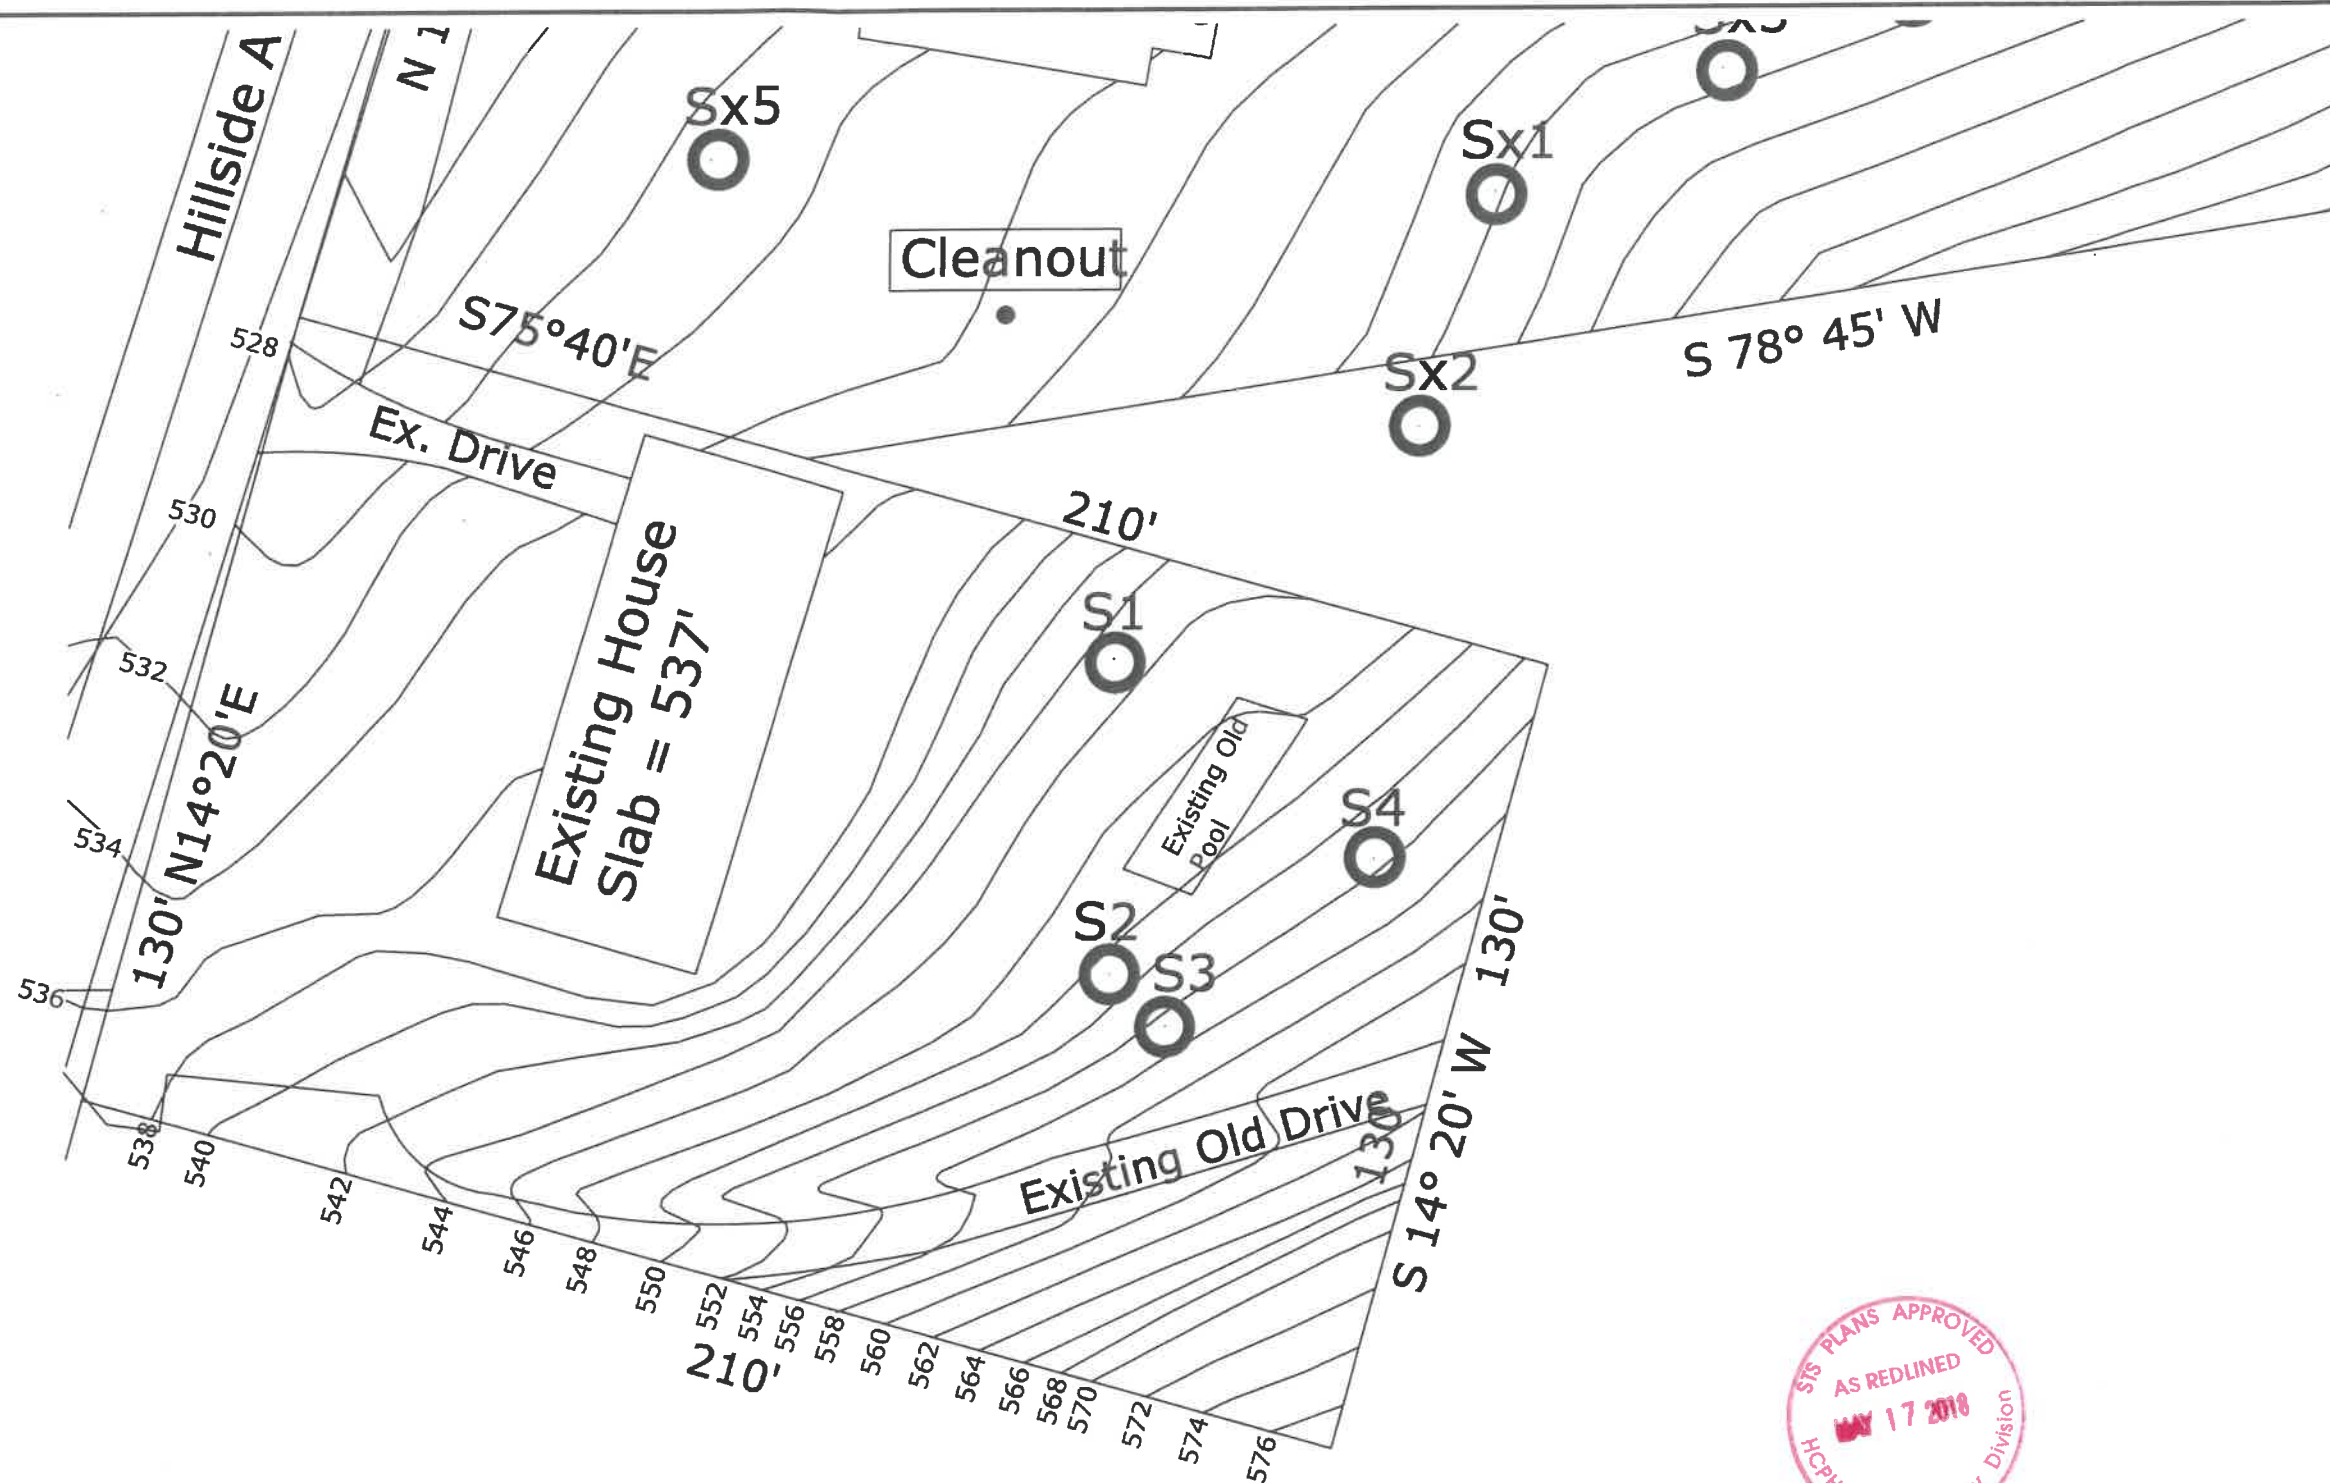 Hillside A
N 1
Sx5
Sx1
Cleanout
S75°40'E
528
Sx2
S 78° 45' W
Ex. Drive
530
210'
S1
532
Existing House
Slab = 537'
N14°20'E
130'
534
Existing Old
Pool
S4
S2
S3
536
130'
S 14° 20' W
Existing Old Drive
130'
538
540
542
544
546
548
550
552
554
556
558
560
562
564
566
568
570
572
574
576
210'
STS PLANS APPROVED
AS REDLINED
MAY 17 2018
Division